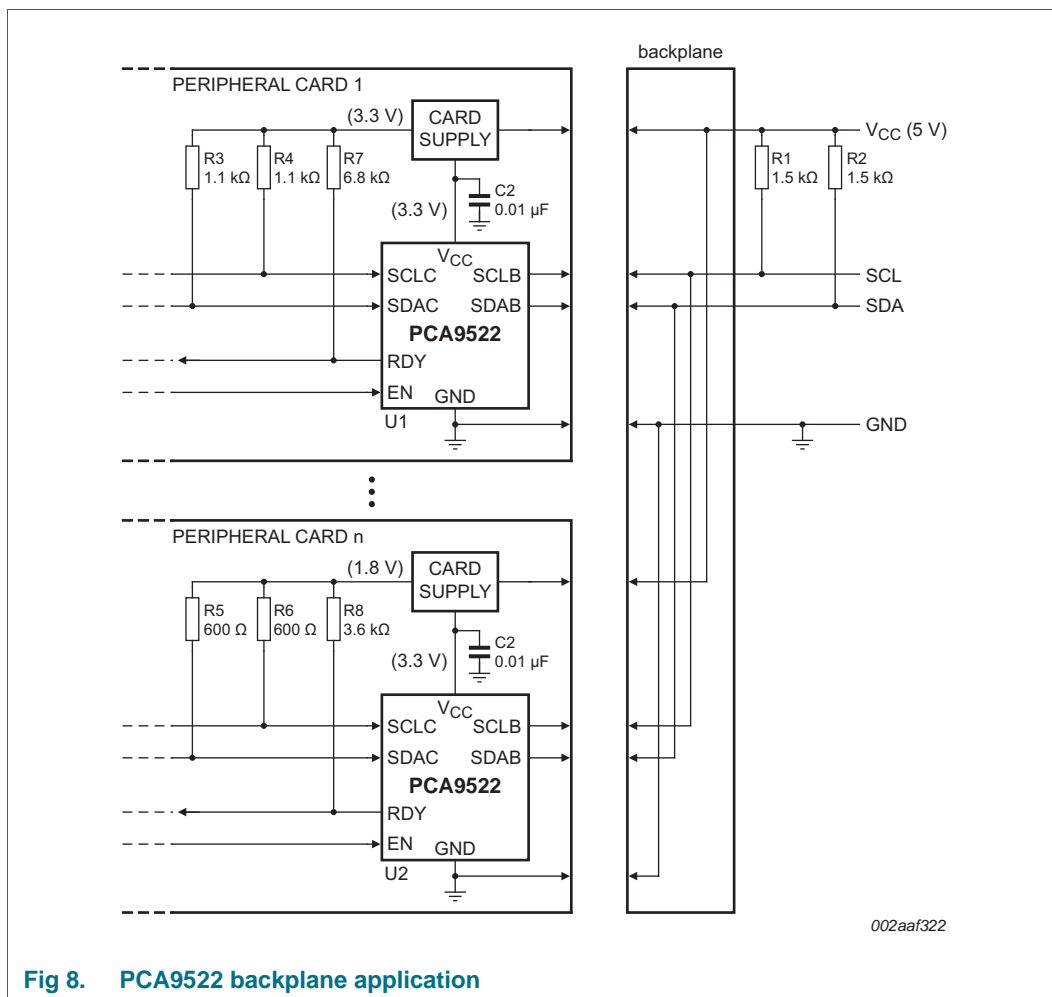 backplane
PERIPHERAL CARD 1
(3.3 V)
CARD
SUPPLY
VCC (5 V)
R3
1.1 kΩ
R4
1.1 kΩ
R7
6.8 kΩ
R1
1.5 kΩ
R2
1.5 kΩ
C2
0.01 µF
(3.3 V)
VCC
SCLC
SCLB
SCL
SDAC
SDAB
SDA
PCA9522
RDY
EN
GND
U1
GND
PERIPHERAL CARD n
(1.8 V)
CARD
SUPPLY
R5
600 Ω
R6
600 Ω
R8
3.6 kΩ
C2
0.01 µF
(3.3 V)
VCC
SCLC
SCLB
SDAC
SDAB
PCA9522
RDY
EN
GND
U2
002aaf322
Fig 8. PCA9522 backplane application